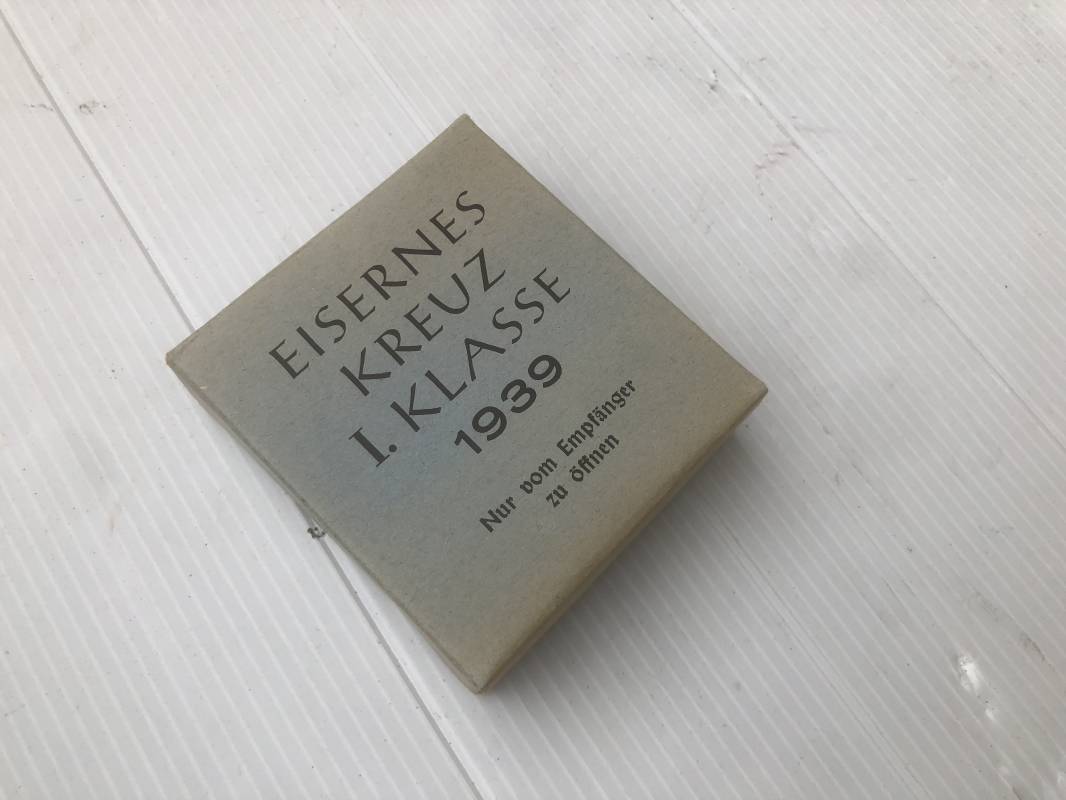 EISERNES
KREUZ
I. KLASSE
1939
Nur vom Empfänger
zu öffnen